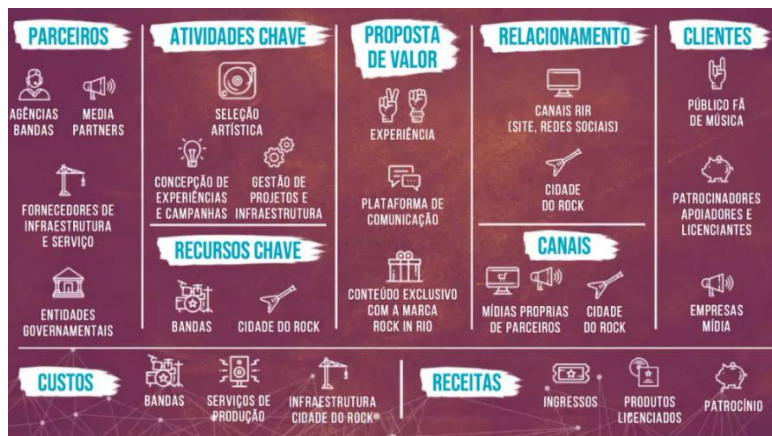 PARCEIROS
AGÊNCIAS
BANDAS
MEDIA
PARTNERS
FORNECEDORES DE
INFRAESTRUTURA
E SERVIÇO
ENTIDADES
GOVERNAMENTAIS
ATIVIDADES CHAVE
SELEÇÃO
ARTÍSTICA
CONCEPÇÃO DE
EXPERIÊNCIAS
E CAMPANHAS
GESTÃO DE
PROJETOS E
INFRAESTRUTURA
RECURSOS CHAVE
BANDAS
CIDADE DO ROCK
PROPOSTA
DE VALOR
EXPERIÊNCIA
PLATAFORMA DE
COMUNICAÇÃO
CONTEÚDO EXCLUSIVO
COM A MARCA
ROCK IN RIO
RELACIONAMENTO
CANAIS RIR
(SITE, REDES SOCIAIS)
CIDADE
DO ROCK
CANAIS
MÍDIAS PROPRIAS
DE PARCEIROS
CIDADE
DO ROCK
CLIENTES
PÚBLICO FÃ
DE MÚSICA
PATROCINADORES
APOIADORES E
LICENCIANTES
EMPRESAS
MÍDIA
CUSTOS
BANDAS
SERVIÇOS DE
PRODUÇÃO
INFRAESTRUTURA
CIDADE DO ROCK
RECEITAS
INGRESSOS
PRODUTOS
LICENCIADOS
PATROCÍNIO